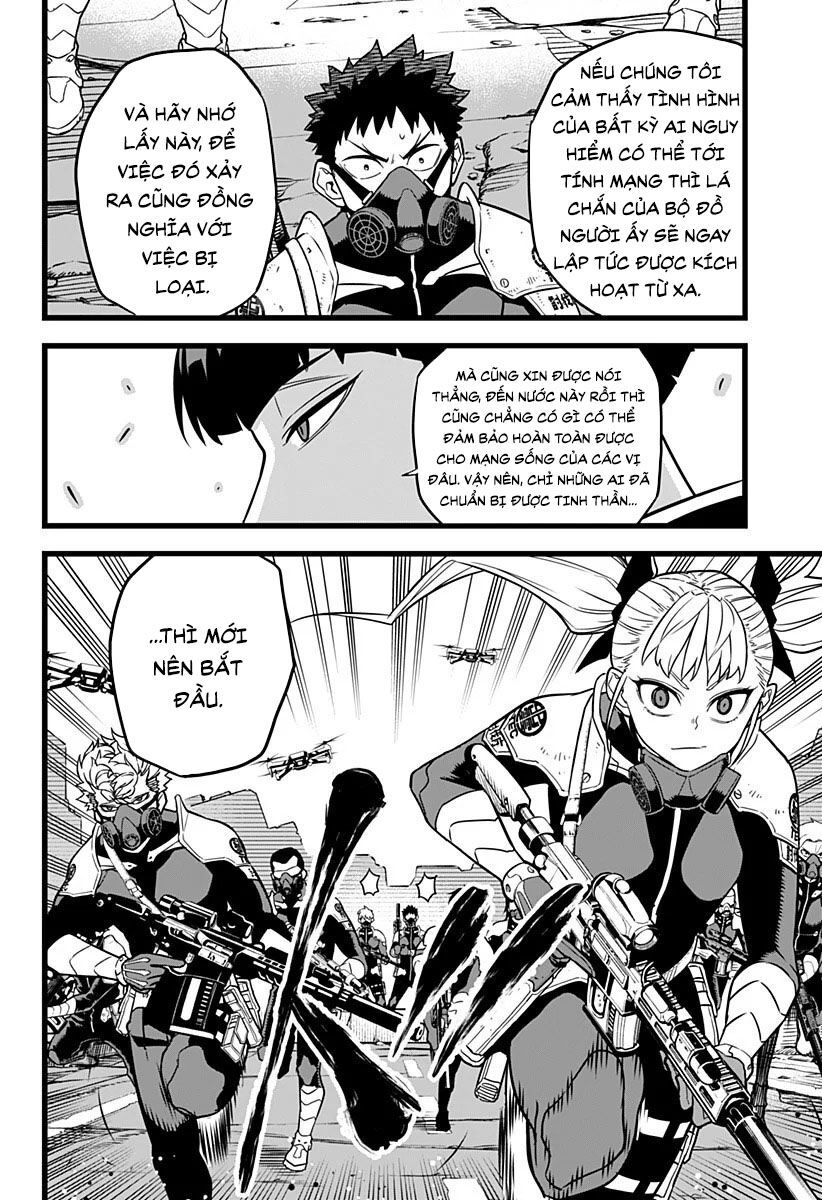 NẾU CHÚNG TÔI
CẢM THẤY TÌNH HÌNH
CỦA BẤT KỲ AI NGUY
HIỂM CÓ THỂ TỚI
TÍNH MẠNG THÌ LÁ
CHẮN CỦA BỘ ĐỒ
NGƯỜI ẤY SẼ NGAY
LẬP TỨC ĐƯỢC KÍCH
HOẠT TỪ XA.
VÀ HÃY NHỚ
LẤY NÀY, ĐỂ
VIỆC ĐÓ XẢY
RA CŨNG ĐỒNG
NGHĨA VỚI
VIỆC BỊ
LOẠI.
MÀ CŨNG XIN ĐƯỢC NÓI
THẲNG, ĐẾN NƯỚC NÀY RỒI THÌ
CŨNG CHẲNG CÓ GÌ CÓ THỂ
ĐẢM BẢO HOÀN TOÀN ĐƯỢC
CHO MẠNG SỐNG CỦA CÁC VỊ
ĐÂU. VẬY NÊN, CHỈ NHỮNG AI ĐÃ
CHUẨN BỊ ĐƯỢC TINH THẦN...
...THÌ MỚI
NÊN BẮT
ĐẦU.